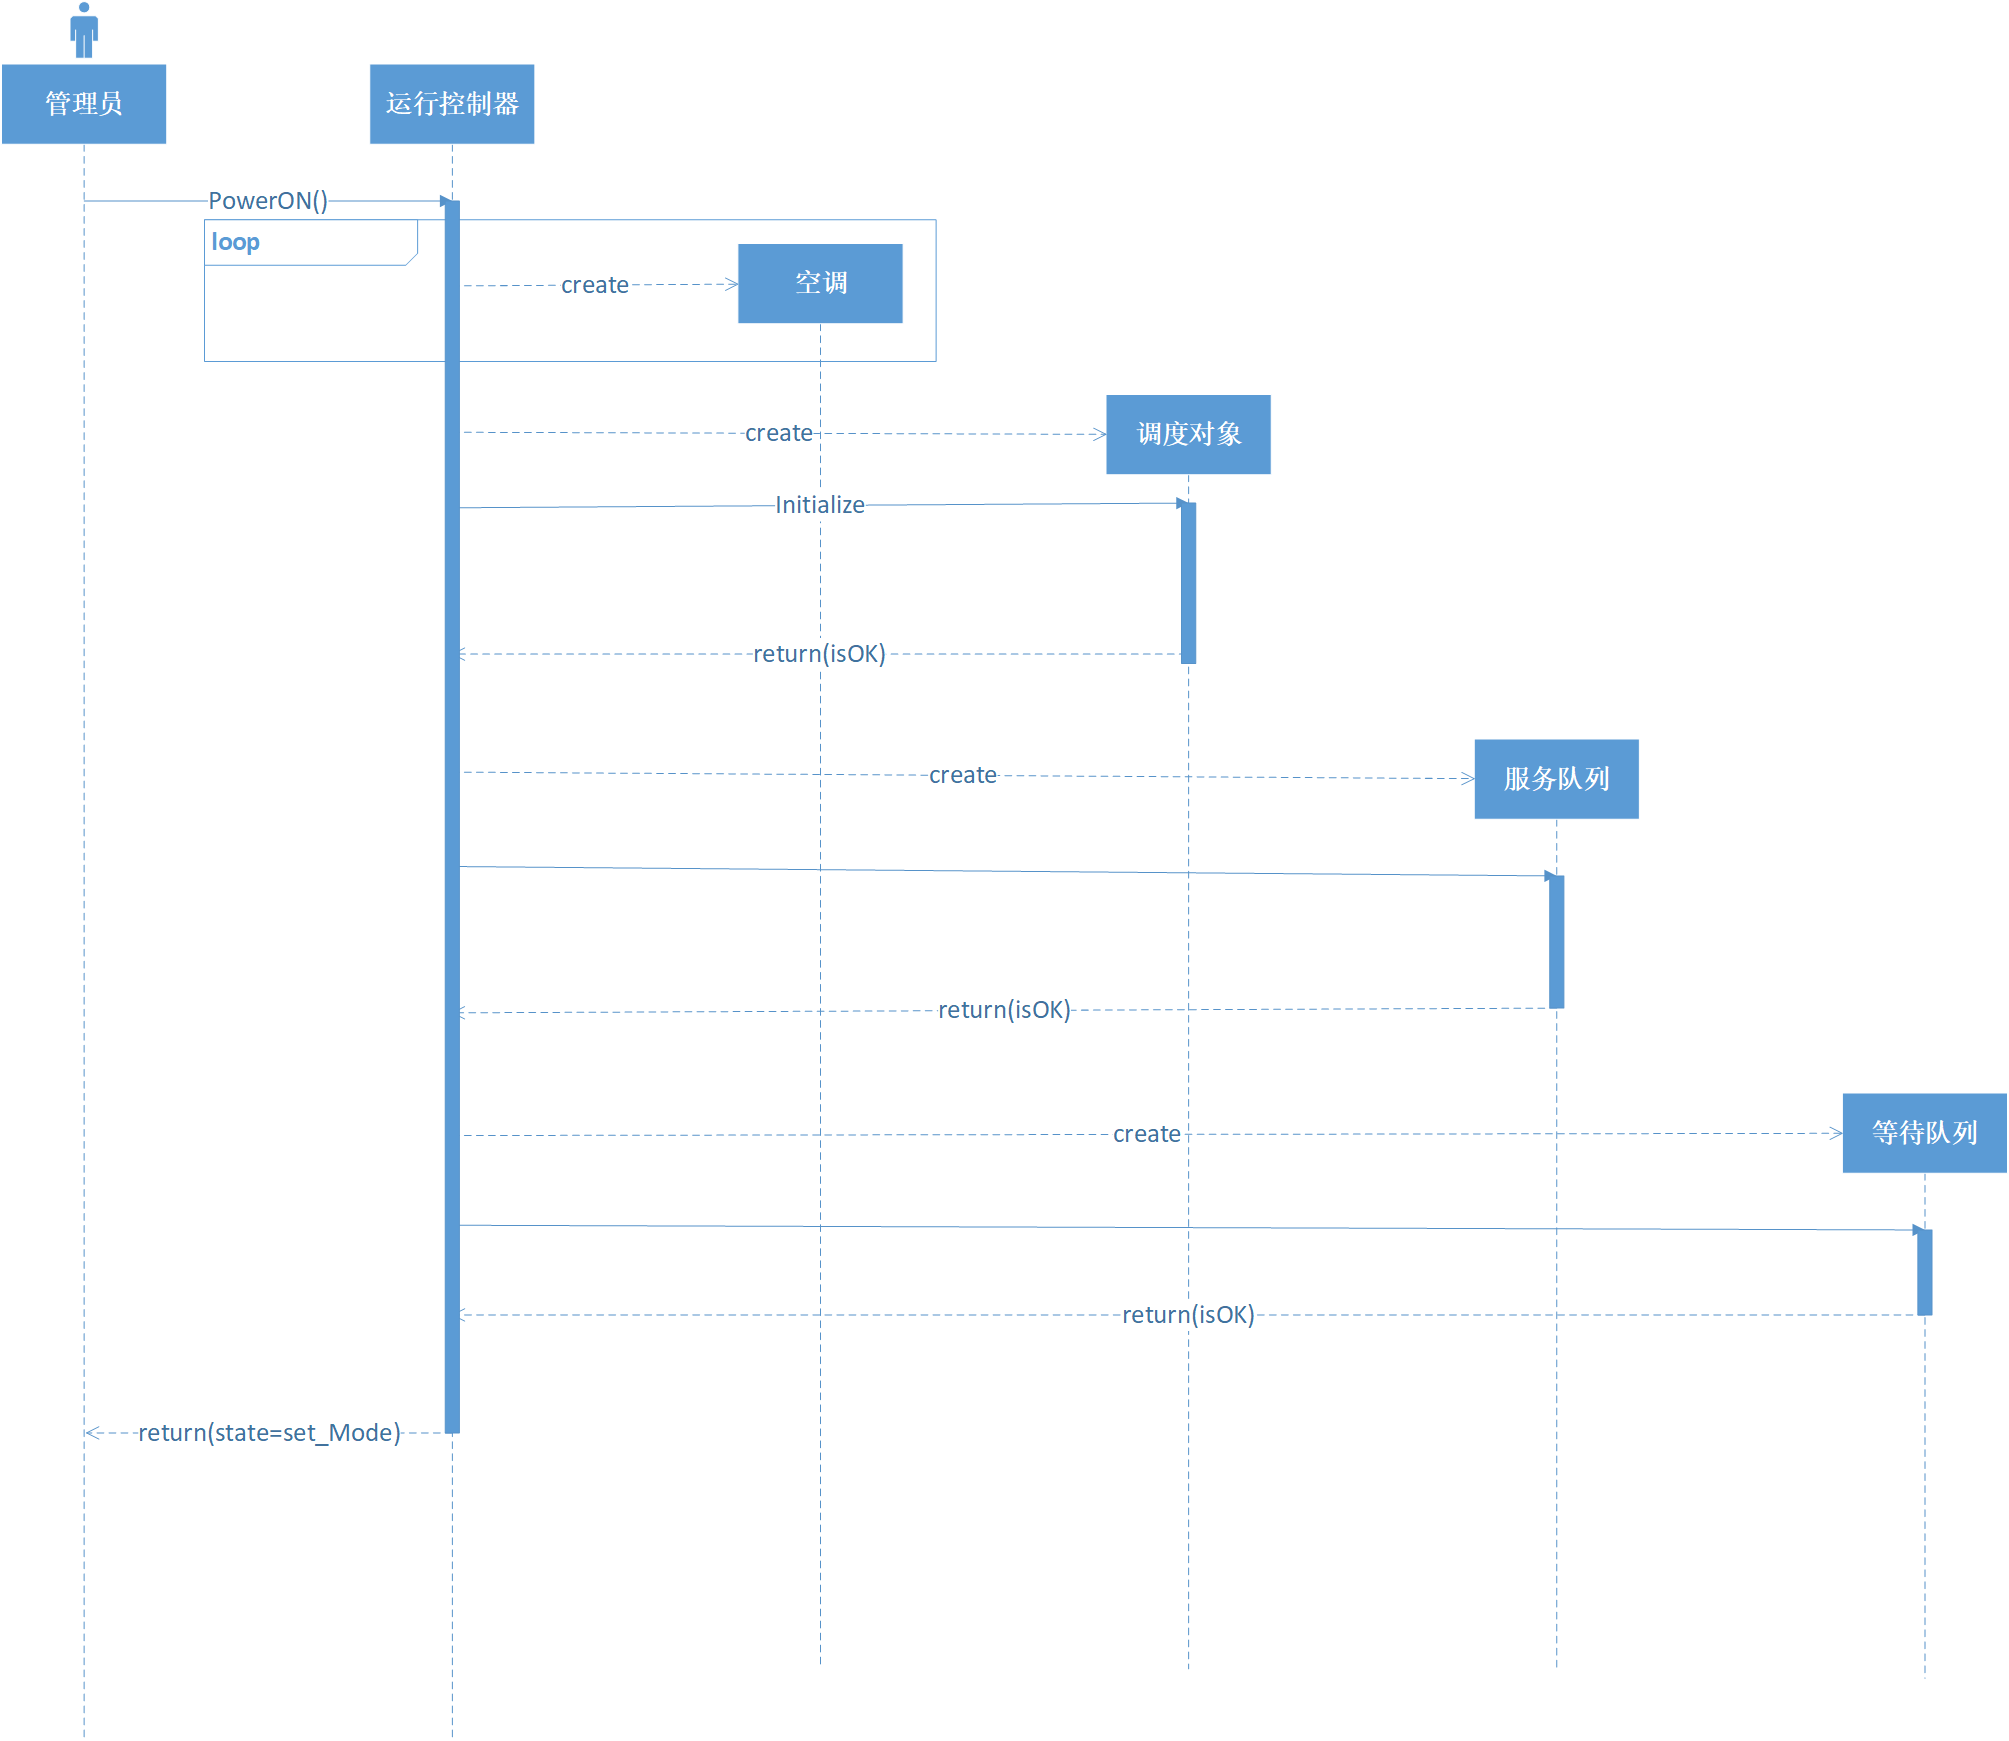 管理员
运行控制器
PowerON()
loop
create
空调
create
调度对象
Initialize
return(isOK)
create
服务队列
return(isOK)
create
等待队列
return(isOK)
return(state=set_Mode)